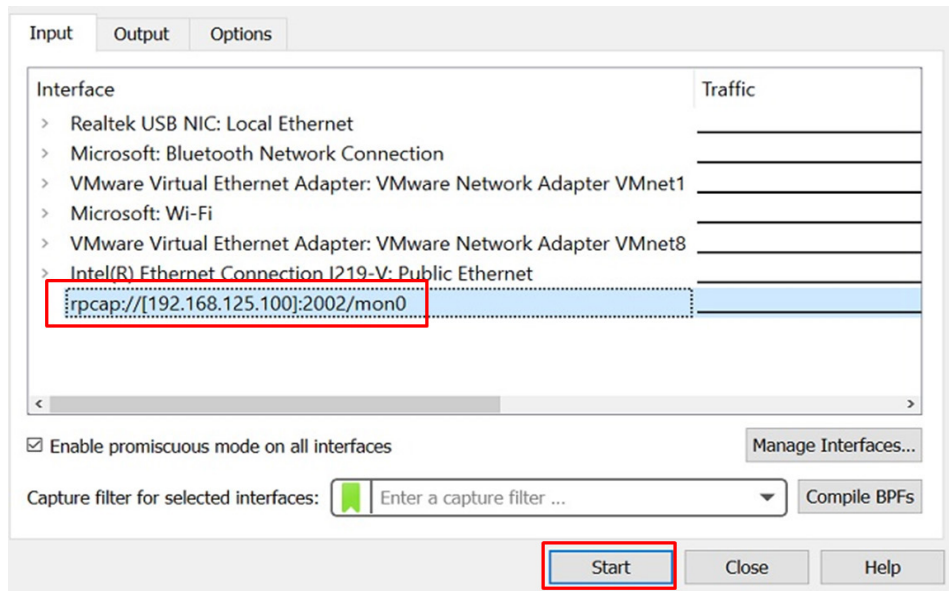 Input Output Options
Interface Traffic
Realtek USB NIC: Local Ethernet
Microsoft: Bluetooth Network Connection
VMware Virtual Ethernet Adapter: VMware Network Adapter VMnet1
Microsoft: Wi-Fi
VMware Virtual Ethernet Adapter: VMware Network Adapter VMnet8
Intel(R) Ethernet Connection I219-V: Public Ethernet
rpcap://[192.168.125.100]:2002/mon0
Enable promiscuous mode on all interfaces Manage Interfaces...
Capture filter for selected interfaces: Enter a capture filter ... Compile BPFs
Start Close Help